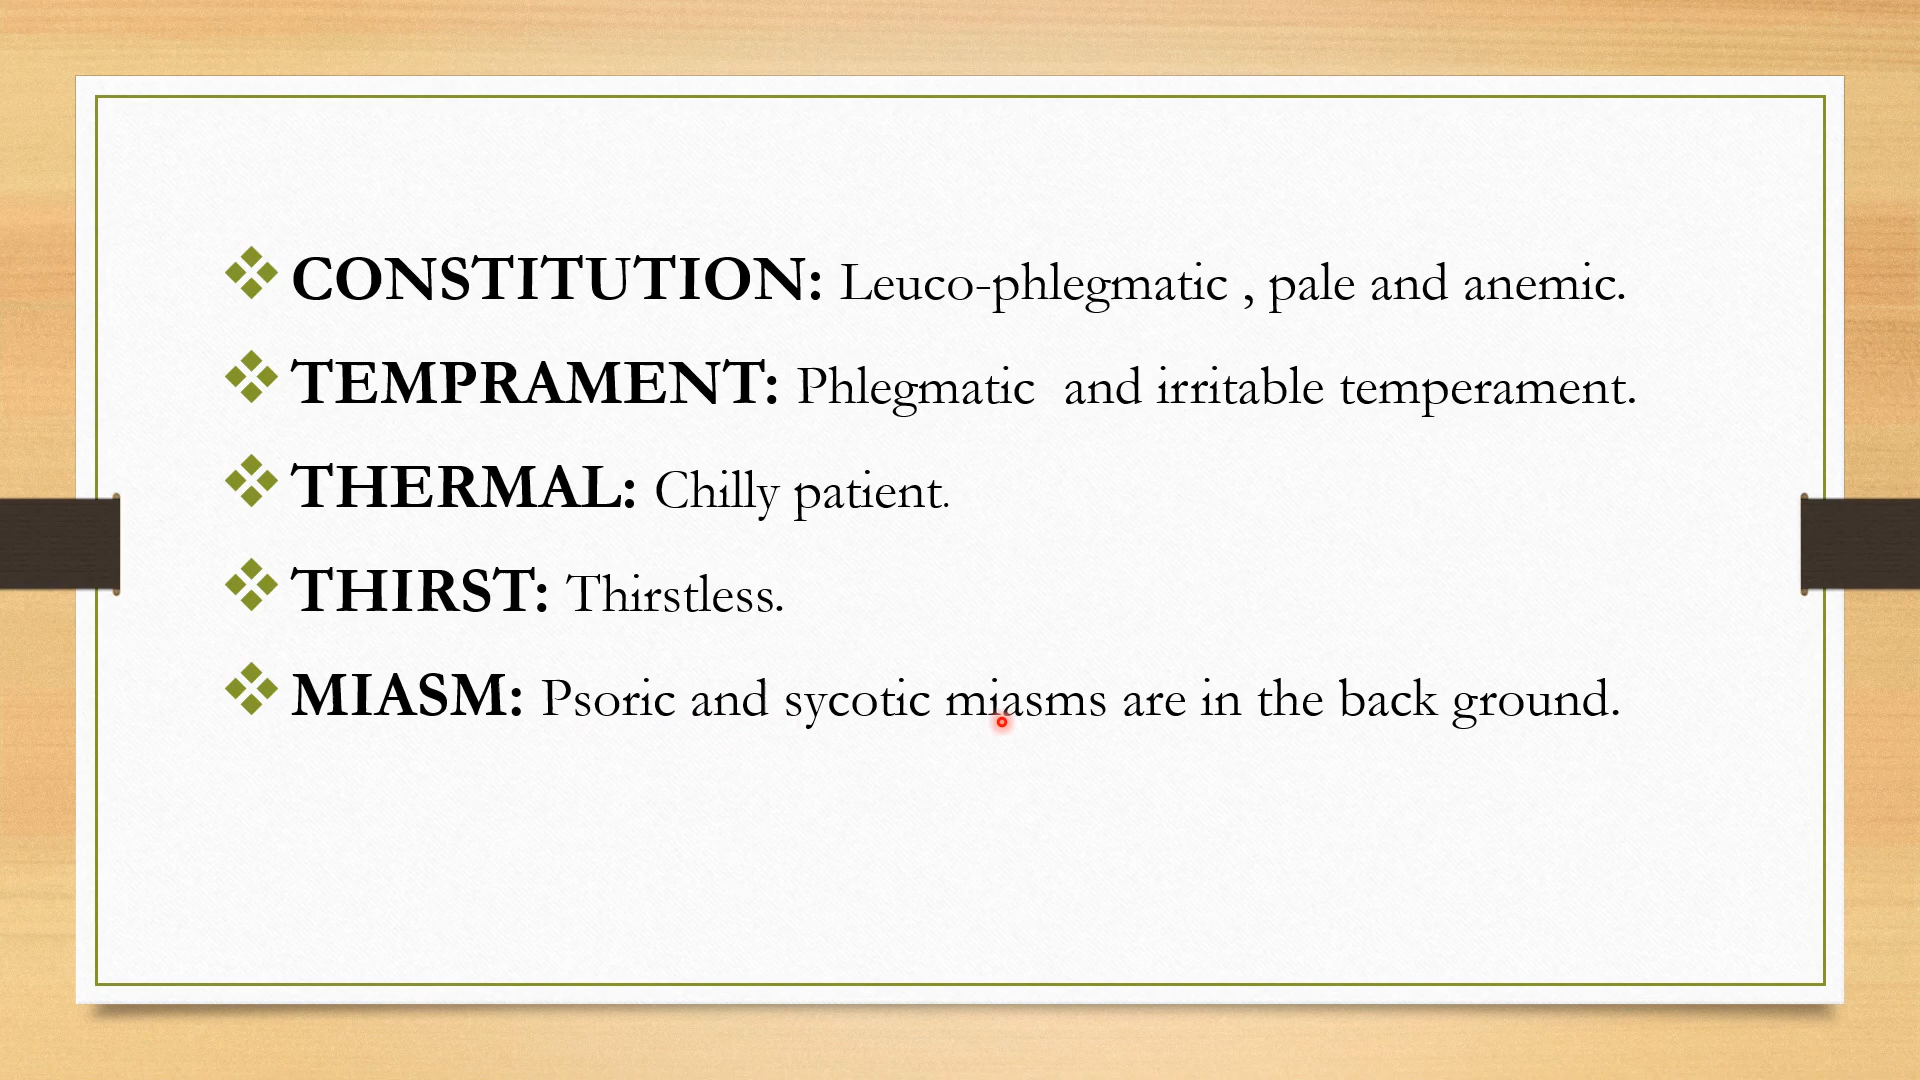 CONSTITUTION: Leuco-phlegmatic , pale and anemic.
TEMPRAMENT: Phlegmatic  and irritable temperament.
THERMAL: Chilly patient.
THIRST: Thirstless.
MIASM: Psoric and sycotic miasms are in the back ground.